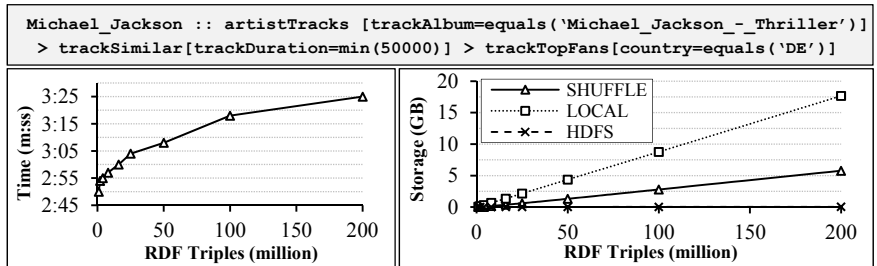 Michael_Jackson :: artistTracks [trackAlbum=equals(‘Michael_Jackson_-_Thriller’)]
> trackSimilar[trackDuration=min(50000)] > trackTopFans[country=equals(‘DE’)]
Time (m:ss)
3:25
3:15
3:05
2:55
2:45
0 50 100 150 200
RDF Triples (million)
Storage (GB)
20
15
10
5
0
SHUFFLE
LOCAL
HDFS
0 50 100 150 200
RDF Triples (million)